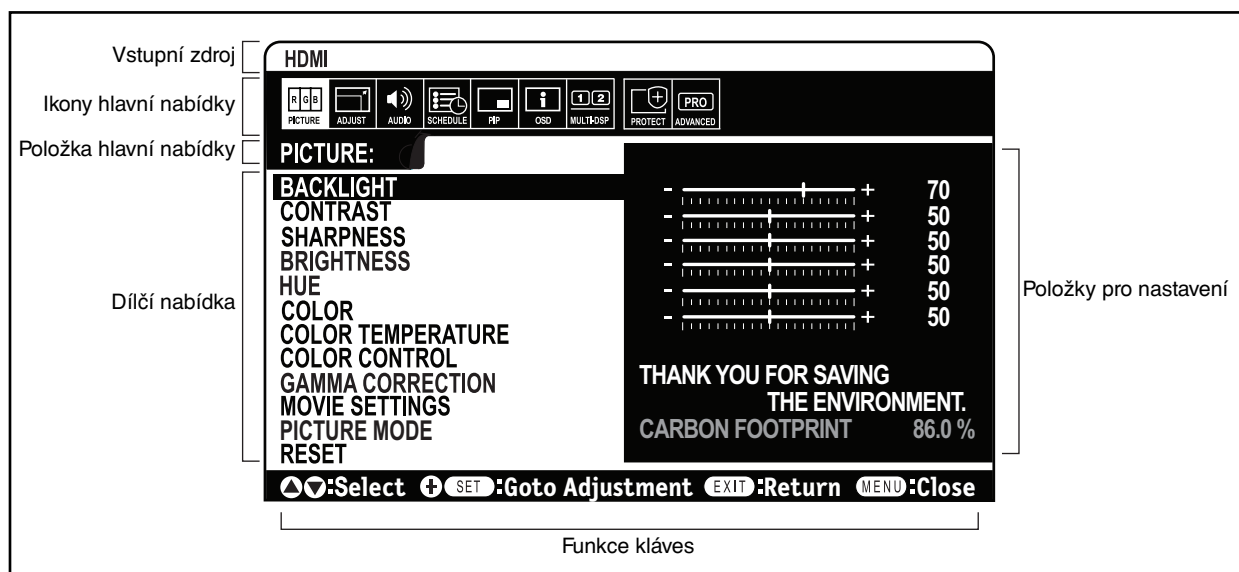 Vstupní zdroj
HDMI
Ikony hlavní nabídky
R G B
PICTURE
ADJUST
AUDIO
SCHEDULE
PIP
OSD
1 2
MULTI-DSP
PROTECT
PRO
ADVANCED
Položka hlavní nabídky
PICTURE:
Dílčí nabídka
BACKLIGHT - + 70
CONTRAST - + 50
SHARPNESS - + 50
BRIGHTNESS - + 50
HUE - + 50
COLOR - + 50
COLOR TEMPERATURE
COLOR CONTROL
GAMMA CORRECTION
MOVIE SETTINGS
PICTURE MODE
RESET
THANK YOU FOR SAVING
THE ENVIRONMENT.
CARBON FOOTPRINT 86.0 %
Položky pro nastavení
:Select + SET :Goto Adjustment EXIT :Return MENU :Close
Funkce kláves